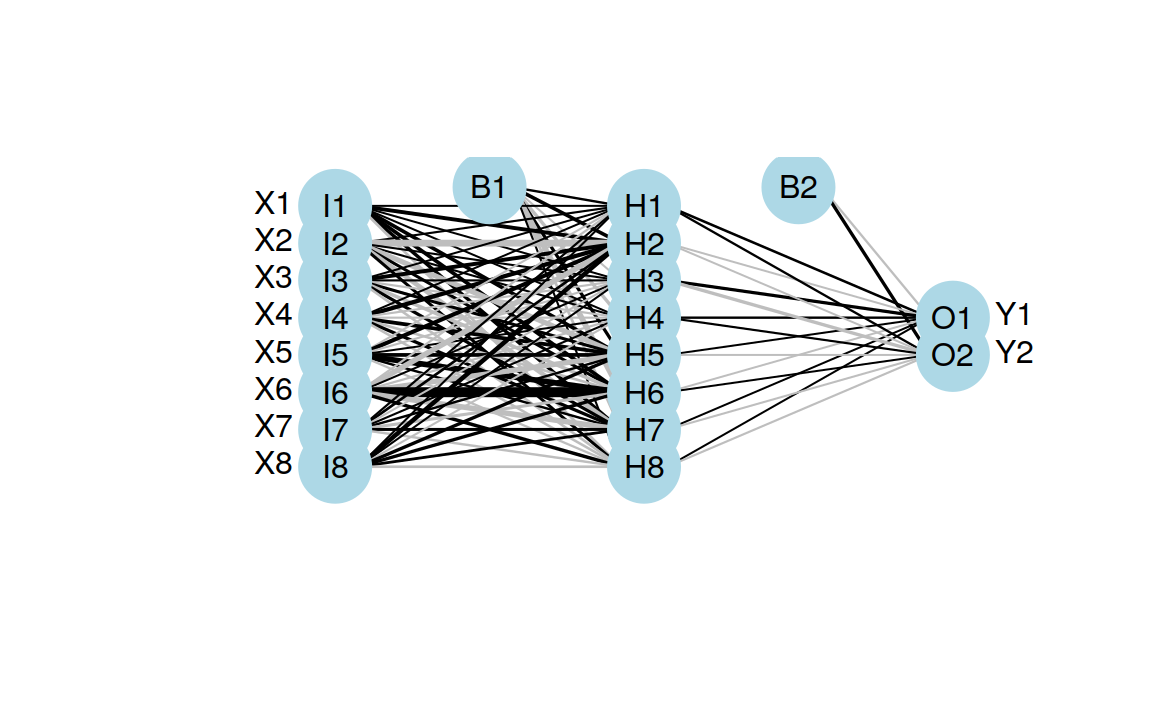 B1
B2
X1 I1 H1
X2 I2 H2
X3 I3 H3
X4 I4 H4 O1 Y1
X5 I5 H5 O2 Y2
X6 I6 H6
X7 I7 H7
X8 I8 H8